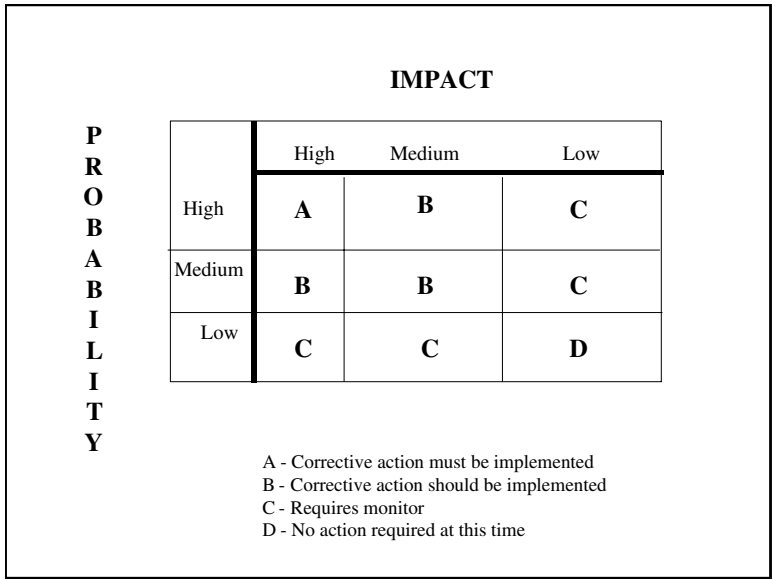 IMPACT
P
R
O
B
A
B
I
L
I
T
Y
High Medium Low
High A B C
Medium B B C
Low C C D
A - Corrective action must be implemented
B - Corrective action should be implemented
C - Requires monitor
D - No action required at this time